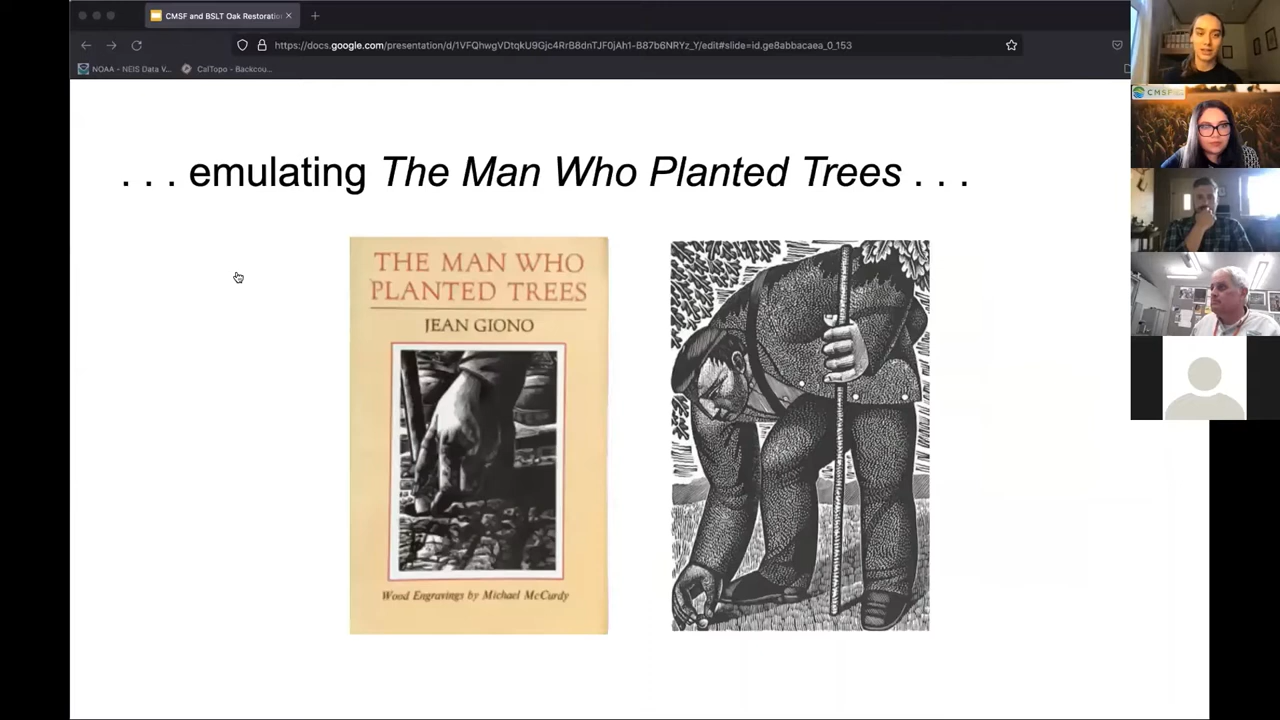 CMSF and BSLT Oak Restoratio
https://docs.google.com/presentation/d/1VFQhwgVDtqkU9Gjc4RrB8dnTJF0jAh1-B87b6NRYz_Y/edit#slide=id.ge8abbacaea_0_153
NOAA - NEIS Data V... CalTopo - Backcou...
CMSF
. . . emulating The Man Who Planted Trees . . .
THE MAN WHO
PLANTED TREES
JEAN GIONO
Wood Engravings by Michael McCurdy